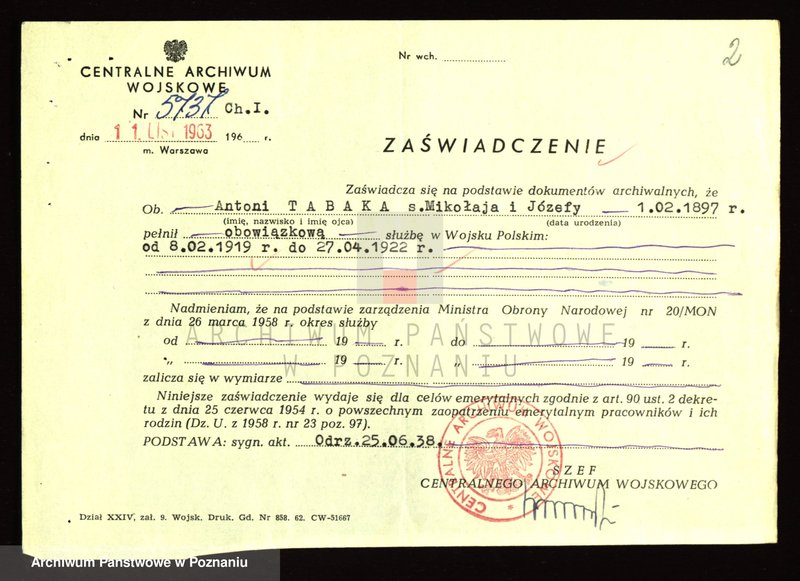 Nr wch. ....................
2
CENTRALNE ARCHIWUM
WOJSKOWE
Nr 5737 Ch.I.
dnia 11 LIS 1963 196..... r.
m. Warszawa
ZAŚWIADCZENIE
Zaświadcza się na podstawie dokumentów archiwalnych, że
Ob. Antoni TABAKA s.Mikołaja i Józefy 1.02.1897 r.
(imię, nazwisko i imię ojca) (data urodzenia)
pełnił obowiązkową służbę w Wojsku Polskim:
od 8.02.1919 r. do 27.04.1922 r.
Nadmieniam, że na podstawie zarządzenia Ministra Obrony Narodowej nr 20/MON
z dnia 26 marca 1958 r. okres służby
od 19 r. do 19 r.
„ 19 r. „ 19 r.
zalicza się w wymiarze
ARCHIWUM PAŃSTWOWE
W POZNANIU
Niniejsze zaświadczenie wydaje się dla celów emerytalnych zgodnie z art. 90 ust. 2 dekre-
tu z dnia 25 czerwca 1954 r. o powszechnym zaopatrzeniu emerytalnym pracowników i ich
rodzin (Dz. U. z 1958 r. nr 23 poz. 97).
PODSTAWA: sygn. akt. Odrz.25.06.38.
CENTRALNE ARCHIWUM WOJSKOWE
SZEF
CENTRALNEGO ARCHIWUM WOJSKOWEGO
Dział XXIV, zał. 9. Wojsk. Druk. Gd. Nr 858. 62. CW-51667
Archiwum Państwowe w Poznaniu